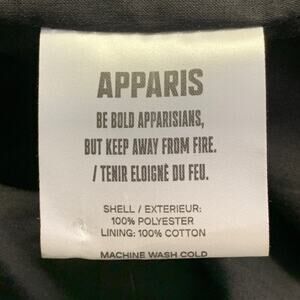 APPARIS
BE BOLD APPARISIANS,
BUT KEEP AWAY FROM FIRE.
/ TENIR ELOIGNÈ DU FEU.
SHELL / EXTERIEUR:
100% POLYESTER
LINING: 100% COTTON
MACHINE WASH COLD